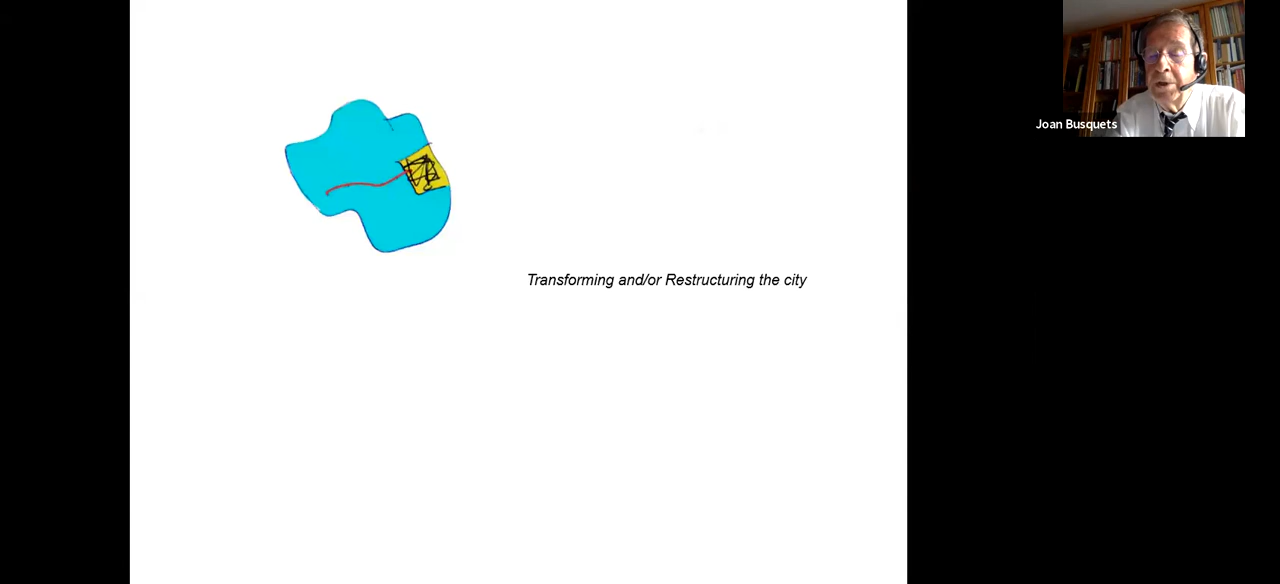 Joan Busquets
Transforming and/or Restructuring the city